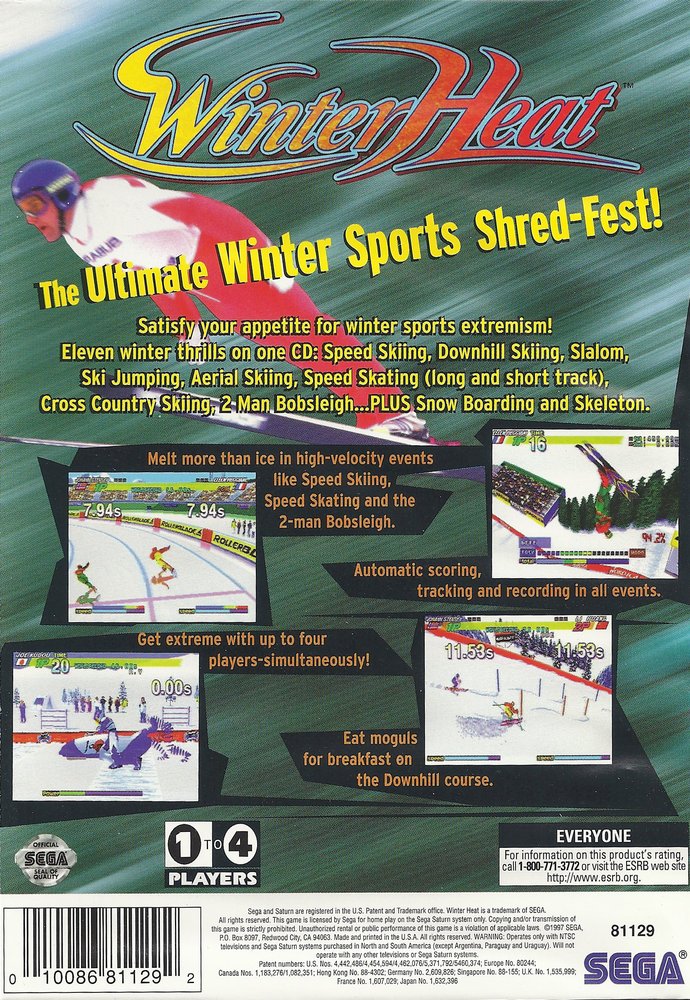 Winter Heat™
The Ultimate Winter Sports Shred-Fest!
Satisfy your appetite for winter sports extremism!
Eleven winter thrills on one CD: Speed Skiing, Downhill Skiing, Slalom,
Ski Jumping, Aerial Skiing, Speed Skating (long and short track),
Cross Country Skiing, 2 Man Bobsleigh...PLUS Snow Boarding and Skeleton.
Melt more than ice in high-velocity events
like Speed Skiing,
Speed Skating and the
2-man Bobsleigh.
7.94s 7.94s
ROLLERBLADE
speed speed
1P 16
94.2%
Automatic scoring,
tracking and recording in all events.
Get extreme with up to four
players-simultaneously!
JOE KUDOU
1P 20
0.00s
Power
1P 2P
11.53s 11.53s
speed speed
Eat moguls
for breakfast on
the Downhill course.
OFFICIAL
SEGA
SEAL OF
QUALITY
1 TO 4
PLAYERS
EVERYONE
For information on this product's rating,
call 1-800-771-3772 or visit the ESRB web site
http://www.esrb.org.
Sega and Saturn are registered in the U.S. Patent and Trademark office. Winter Heat is a trademark of SEGA.
All rights reserved. This game is licensed by Sega for home play on the Sega Saturn system only. Copying and/or transmission of
this game is strictly prohibited. Unauthorized rental or public performance of this game is a violation of applicable laws. ©1997 SEGA,
P.O. Box 8097, Redwood City, CA 94063. Made and printed in the U.S.A. All rights reserved. WARNING: Operates only with NTSC
televisions and Sega Saturn systems purchased in North and South America (except Argentina, Paraguay and Uruguay). Will not
operate with any other televisions or Sega Saturn systems.
Patent numbers: U.S. Nos. 4,442,486/4,454,594/4,462,076/5,371,792/5460,374; Europe No. 80244;
Canada Nos. 1,183,276/1,082,351; Hong Kong No. 88-4302; Germany No. 2,609,826; Singapore No. 88-155; U.K. No. 1,535,999;
France No. 1,607,029; Japan No. 1,632,396
81129
SEGA®
0 10086 81129 2